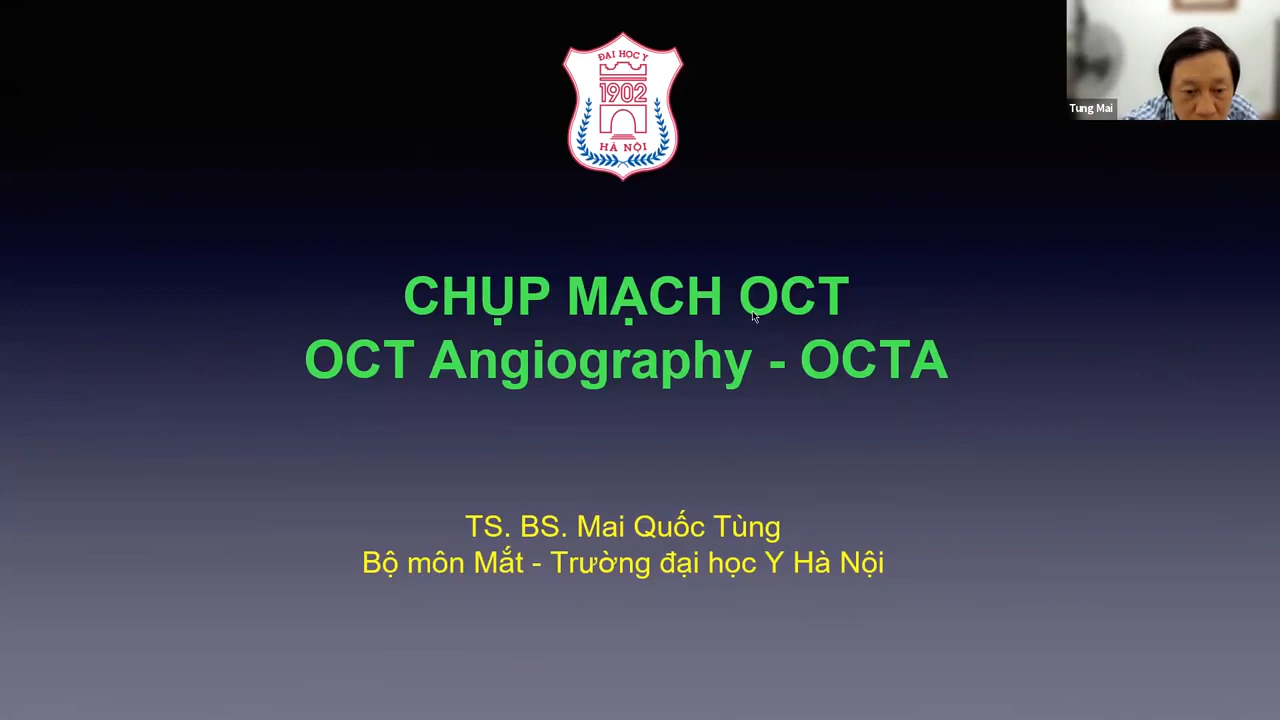 ĐẠI HỌC Y
1902
HÀ NỘI
Tung Mai
CHỤP MẠCH OCT
OCT Angiography - OCTA
TS. BS. Mai Quốc Tùng
Bộ môn Mắt - Trường đại học Y Hà Nội